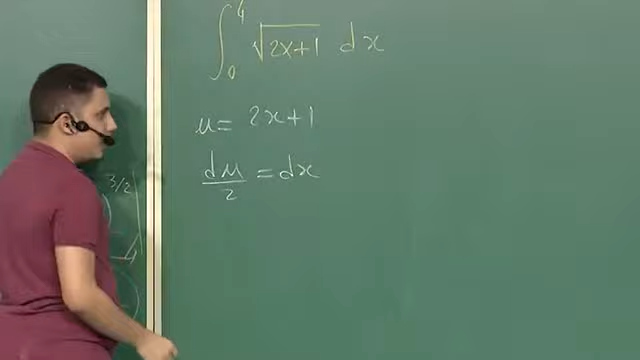 ∫₀⁴ √(2x+1) dx
u = 2x+1
du/2 = dx
3/2